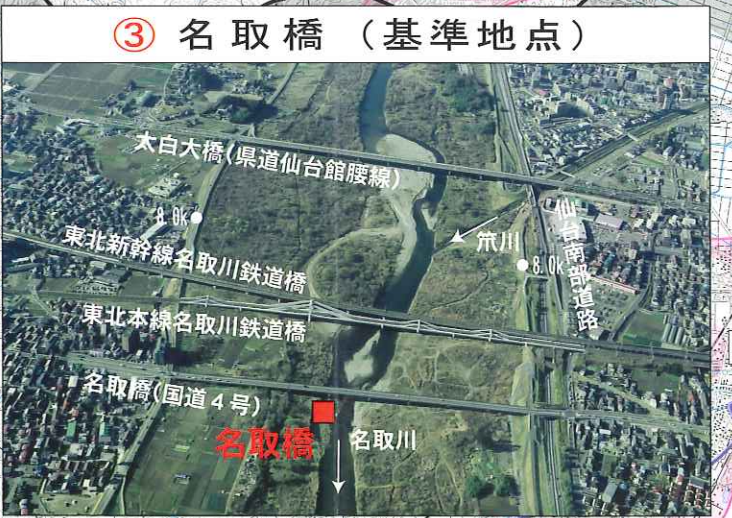 ③ 名取橋（基準地点）
太白大橋(県道仙台館腰線)
8.0k
東北新幹線名取川鉄道橋
笊川
8.0k
仙台南部道路
東北本線名取川鉄道橋
名取橋(国道4号)
名取橋
名取川